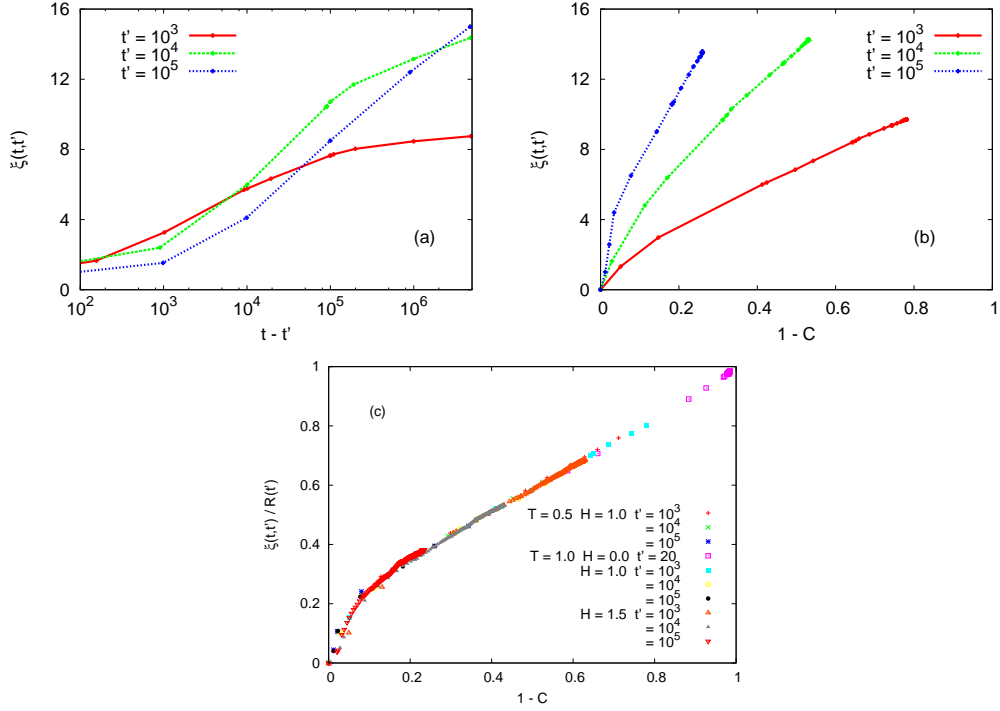 16
12
8
4
0
ξ(t,t')
t' = 10³
t' = 10⁴
t' = 10⁵
(a)
10² 10³ 10⁴ 10⁵ 10⁶
t - t'
16
12
8
4
0
ξ(t,t')
t' = 10³
t' = 10⁴
t' = 10⁵
(b)
0 0.2 0.4 0.6 0.8 1
1 - C
1
0.8
0.6
0.4
0.2
0
ξ(t,t') / R(t')
(c)
T = 0.5 H = 1.0 t' = 10³
= 10⁴
= 10⁵
T = 1.0 H = 0.0 t' = 20
H = 1.0 t' = 10³
= 10⁴
= 10⁵
H = 1.5 t' = 10³
= 10⁴
= 10⁵
0 0.2 0.4 0.6 0.8 1
1 - C